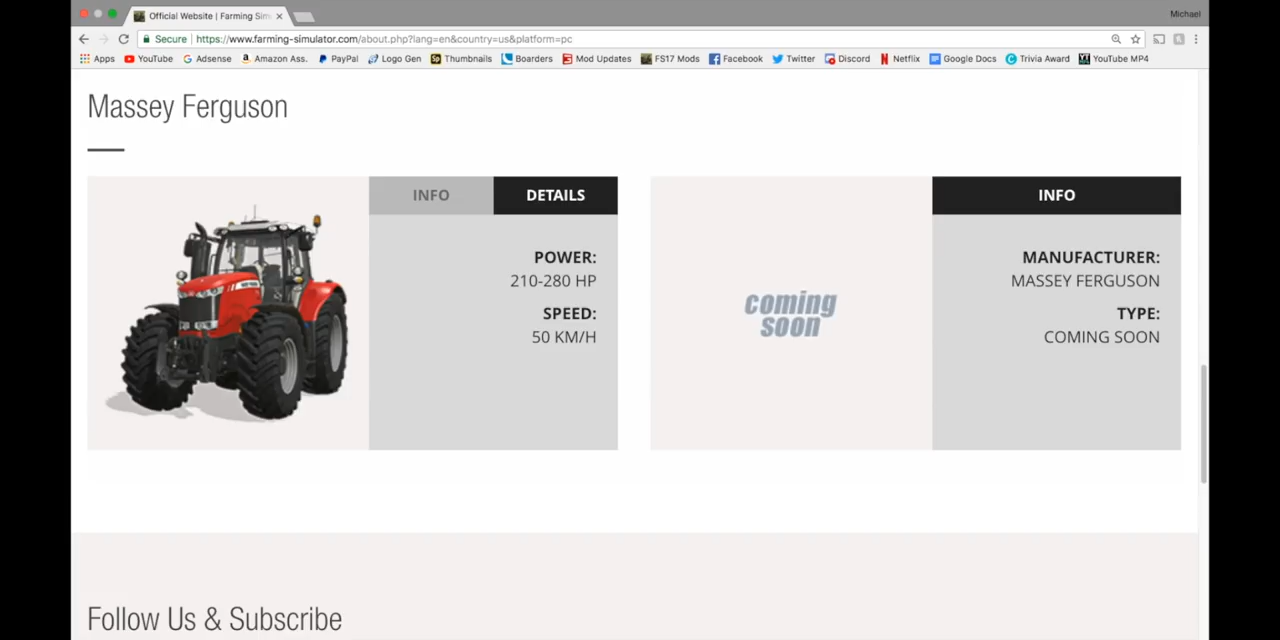 Official Website | Farming Sim
Michael
Secure
https://www.farming-simulator.com/about.php?lang=en&country=us&platform=pc
Apps YouTube Adsense Amazon Ass. PayPal Logo Gen Thumbnails Boarders Mod Updates FS17 Mods Facebook Twitter Discord Netflix Google Docs Trivia Award YouTube MP4
Massey Ferguson
INFO DETAILS
POWER:
210-280 HP
SPEED:
50 KM/H
coming
soon
INFO
MANUFACTURER:
MASSEY FERGUSON
TYPE:
COMING SOON
Follow Us & Subscribe